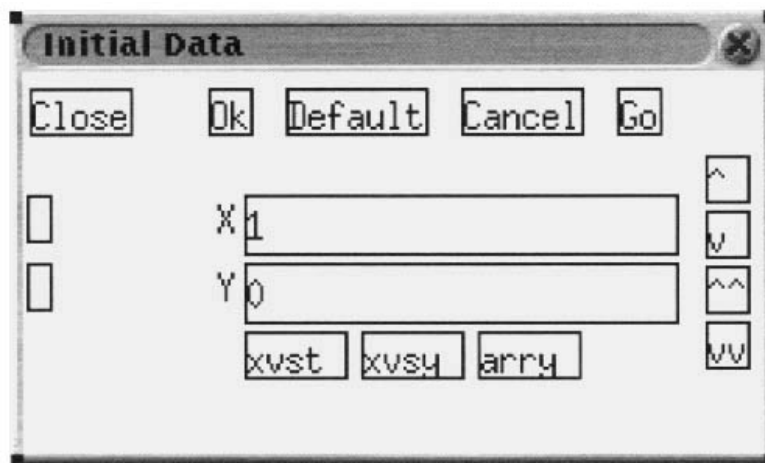 Initial Data
Close Ok Default Cancel Go
^
X 1
v
Y 0
^^
xvst xvsy arry
vv